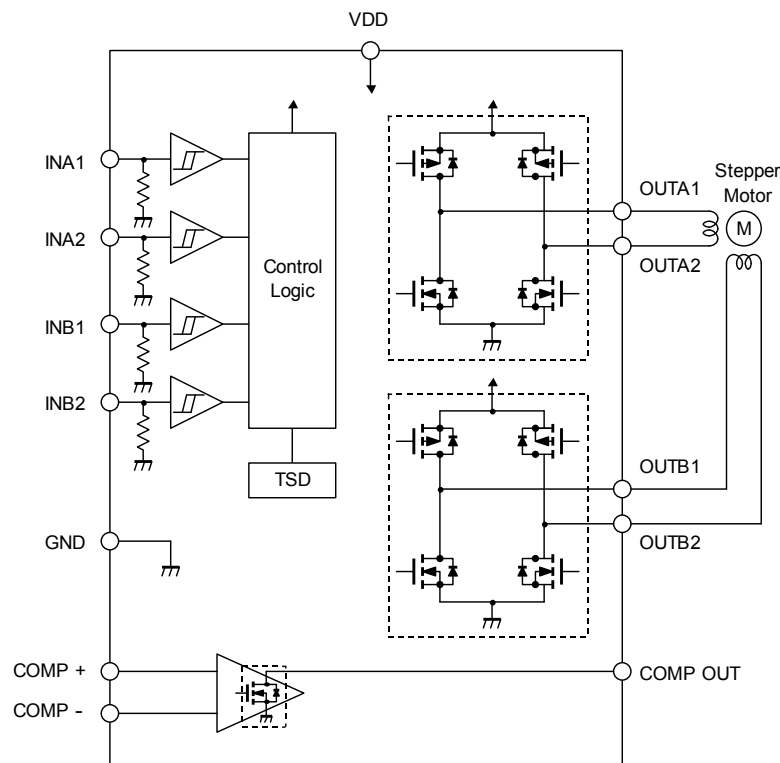 VDD
INA1
INA2
INB1
INB2
Control
Logic
TSD
GND
COMP +
COMP -
OUTA1
OUTA2
Stepper
Motor
M
OUTB1
OUTB2
COMP OUT